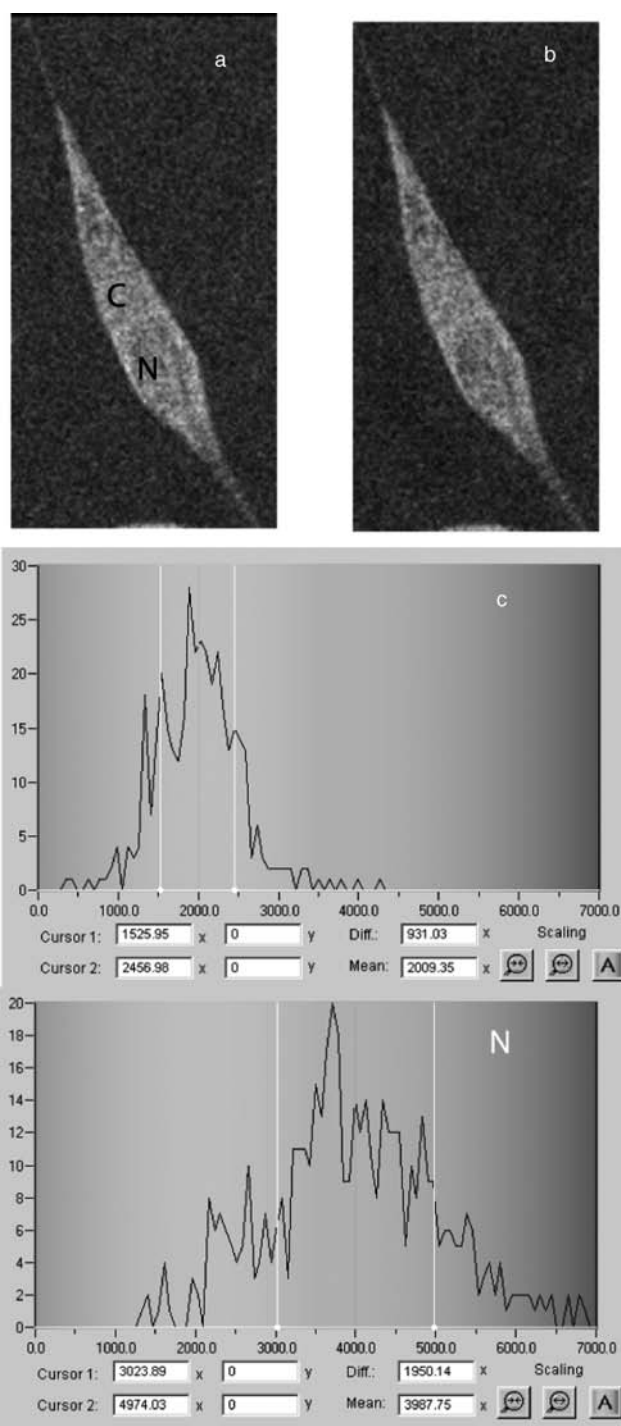 a
b
C
N
c
30
25
20
15
10
5
0
0.0 1000.0 2000.0 3000.0 4000.0 5000.0 6000.0 7000.0
Cursor 1: 1525.95 x 0 y Diff.: 931.03 x Scaling
Cursor 2: 2456.98 x 0 y Mean: 2009.35 x A
N
20
18
16
14
12
10
8
6
4
2
0
0.0 1000.0 2000.0 3000.0 4000.0 5000.0 6000.0 7000.0
Cursor 1: 3023.89 x 0 y Diff.: 1950.14 x Scaling
Cursor 2: 4974.03 x 0 y Mean: 3987.75 x A